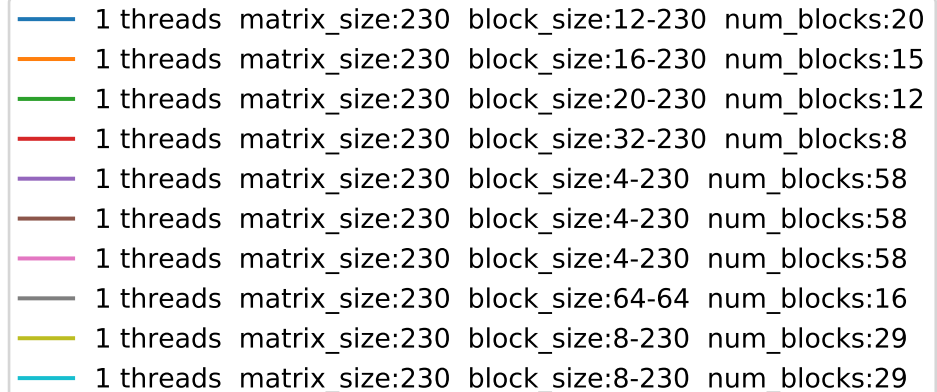 1 threads matrix_size:230 block_size:12-230 num_blocks:20
1 threads matrix_size:230 block_size:16-230 num_blocks:15
1 threads matrix_size:230 block_size:20-230 num_blocks:12
1 threads matrix_size:230 block_size:32-230 num_blocks:8
1 threads matrix_size:230 block_size:4-230 num_blocks:58
1 threads matrix_size:230 block_size:4-230 num_blocks:58
1 threads matrix_size:230 block_size:4-230 num_blocks:58
1 threads matrix_size:230 block_size:64-64 num_blocks:16
1 threads matrix_size:230 block_size:8-230 num_blocks:29
1 threads matrix_size:230 block_size:8-230 num_blocks:29